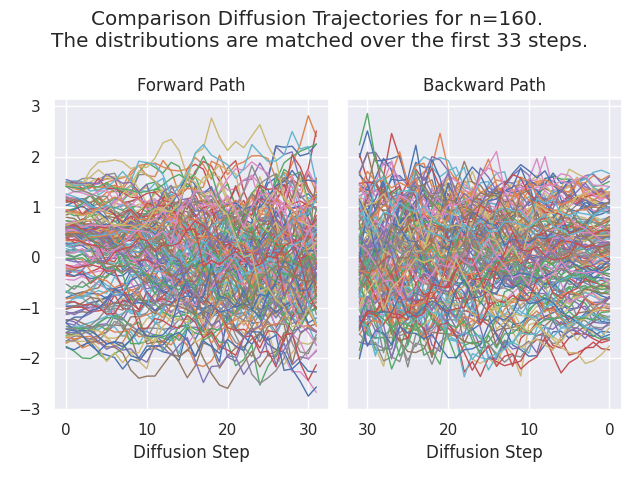 Comparison Diffusion Trajectories for n=160.
The distributions are matched over the first 33 steps.
Forward Path
Backward Path
3
2
1
0
−1
−2
−3
0 10 20 30
30 20 10 0
Diffusion Step
Diffusion Step